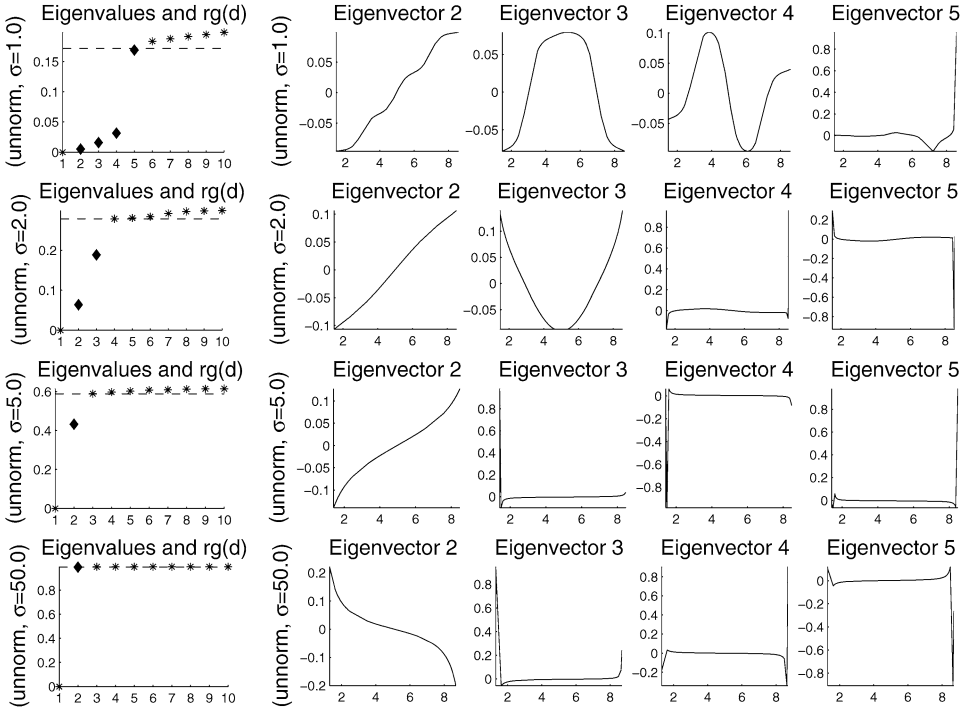 Eigenvalues and rg(d) Eigenvector 2 Eigenvector 3 Eigenvector 4 Eigenvector 5
(unnorm, σ=1.0)
0.15
0.1
0.05
0
1 2 3 4 5 6 7 8 9 10
(unnorm, σ=1.0)
0.05
0
−0.05
2 4 6 8
0.05
0
−0.05
2 4 6 8
0.1
0.05
0
−0.05
2 4 6 8
0.8
0.6
0.4
0.2
0
2 4 6 8
Eigenvalues and rg(d) Eigenvector 2 Eigenvector 3 Eigenvector 4 Eigenvector 5
(unnorm, σ=2.0)
0.2
0.1
0
1 2 3 4 5 6 7 8 9 10
(unnorm, σ=2.0)
0.1
0.05
0
−0.05
−0.1
2 4 6 8
0.1
0.05
0
−0.05
2 4 6 8
0.8
0.6
0.4
0.2
0
2 4 6 8
0.2
0
−0.2
−0.4
−0.6
−0.8
2 4 6 8
Eigenvalues and rg(d) Eigenvector 2 Eigenvector 3 Eigenvector 4 Eigenvector 5
(unnorm, σ=5.0)
0.6
0.4
0.2
0
1 2 3 4 5 6 7 8 9 10
(unnorm, σ=5.0)
0.1
0.05
0
−0.05
−0.1
2 4 6 8
0.8
0.6
0.4
0.2
0
2 4 6 8
0
−0.2
−0.4
−0.6
−0.8
2 4 6 8
0.8
0.6
0.4
0.2
0
2 4 6 8
Eigenvalues and rg(d) Eigenvector 2 Eigenvector 3 Eigenvector 4 Eigenvector 5
(unnorm, σ=50.0)
0.8
0.6
0.4
0.2
0
1 2 3 4 5 6 7 8 9 10
(unnorm, σ=50.0)
0.2
0.1
0
−0.1
−0.2
2 4 6 8
0.8
0.6
0.4
0.2
0
2 4 6 8
0.8
0.6
0.4
0.2
0
−0.2
2 4 6 8
0
−0.2
−0.4
−0.6
−0.8
2 4 6 8